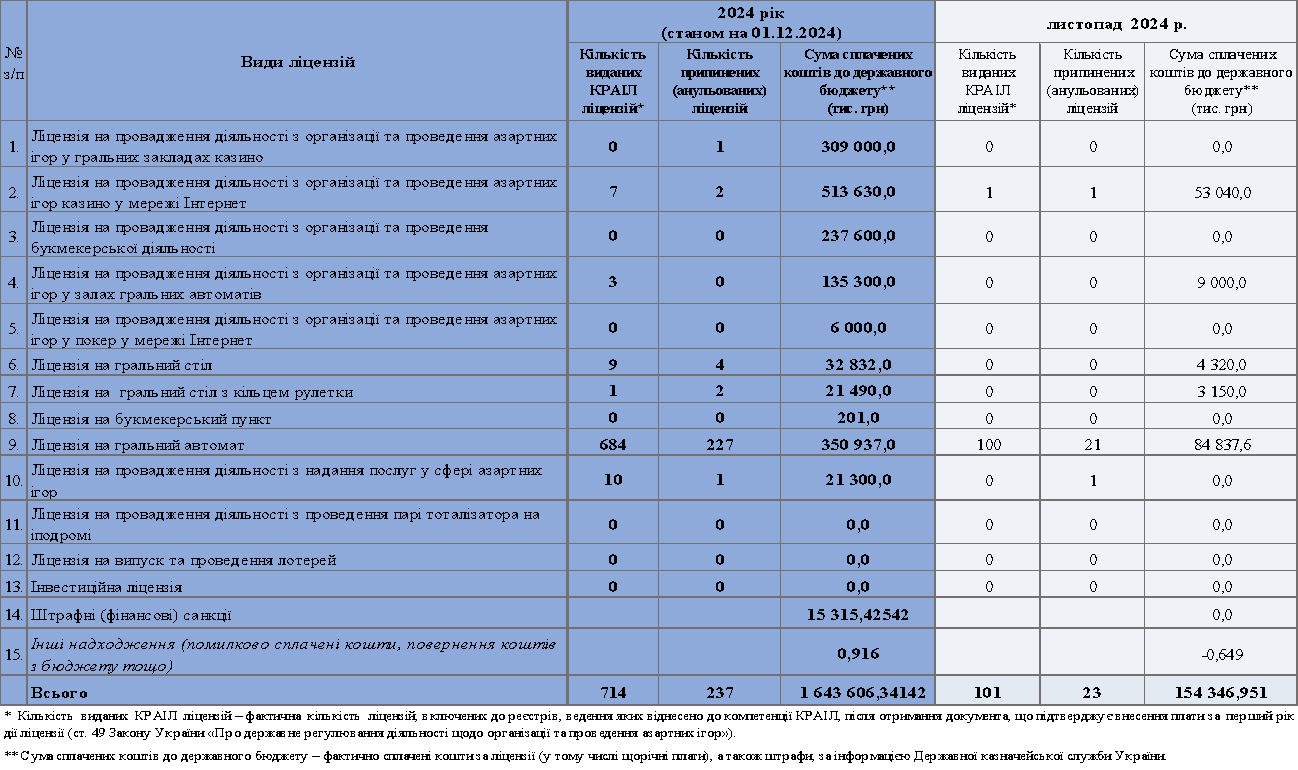 № з/п
Види ліцензій
2024 рік
(станом на 01.12.2024)
листопад 2024 р.
Кількість виданих КРАІЛ ліцензій*
Кількість припинених (анульованих) ліцензій
Сума сплачених коштів до державного бюджету** (тис. грн)
Кількість виданих КРАІЛ ліцензій*
Кількість припинених (анульованих) ліцензій
Сума сплачених коштів до державного бюджету** (тис. грн)
1. Ліцензія на провадження діяльності з організації та проведення азартних
ігор у гральних закладах казино 0 1 309 000,0 0 0 0,0
2. Ліцензія на провадження діяльності з організації та проведення азартних
ігор казино у мережі Інтернет 7 2 513 630,0 1 1 53 040,0
3. Ліцензія на провадження діяльності з організації та проведення
букмекерської діяльності 0 0 237 600,0 0 0 0,0
4. Ліцензія на провадження діяльності з організації та проведення азартних
ігор у залах гральних автоматів 3 0 135 300,0 0 0 9 000,0
5. Ліцензія на провадження діяльності з організації та проведення азартних
ігор у покер у мережі Інтернет 0 0 6 000,0 0 0 0,0
6. Ліцензія на гральний стіл 9 4 32 832,0 0 0 4 320,0
7. Ліцензія на гральний стіл з кільцем рулетки 1 2 21 490,0 0 0 3 150,0
8. Ліцензія на букмекерський пункт 0 0 201,0 0 0 0,0
9. Ліцензія на гральний автомат 684 227 350 937,0 100 21 84 837,6
10. Ліцензія на провадження діяльності з надання послуг у сфері азартних
ігор 10 1 21 300,0 0 1 0,0
11. Ліцензія на провадження діяльності з проведення парі тоталізатора на
іподромі 0 0 0,0 0 0 0,0
12. Ліцензія на випуск та проведення лотерей 0 0 0,0 0 0 0,0
13. Інвестиційна ліцензія 0 0 0,0 0 0 0,0
14. Штрафні (фінансові) санкції 15 315,42542 0,0
15. Інші надходження (помилково сплачені кошти, повернення коштів
з бюджету тощо) 0,916 -0,649
Всього 714 237 1 643 606,34142 101 23 154 346,951
* Кількість виданих КРАІЛ ліцензій – фактична кількість ліцензій, включених до реєстрів, ведення яких віднесено до компетенції КРАІЛ, після отримання документа, що підтверджує внесення плати за перший рік
дії ліцензії (ст. 49 Закону України «Про державне регулювання діяльності щодо організації та проведення азартних ігор»).
** Сума сплачених коштів до державного бюджету – фактично сплачені кошти за ліцензії (у тому числі щорічні плати), а також штрафи, за інформацією Державної казначейської служби України.